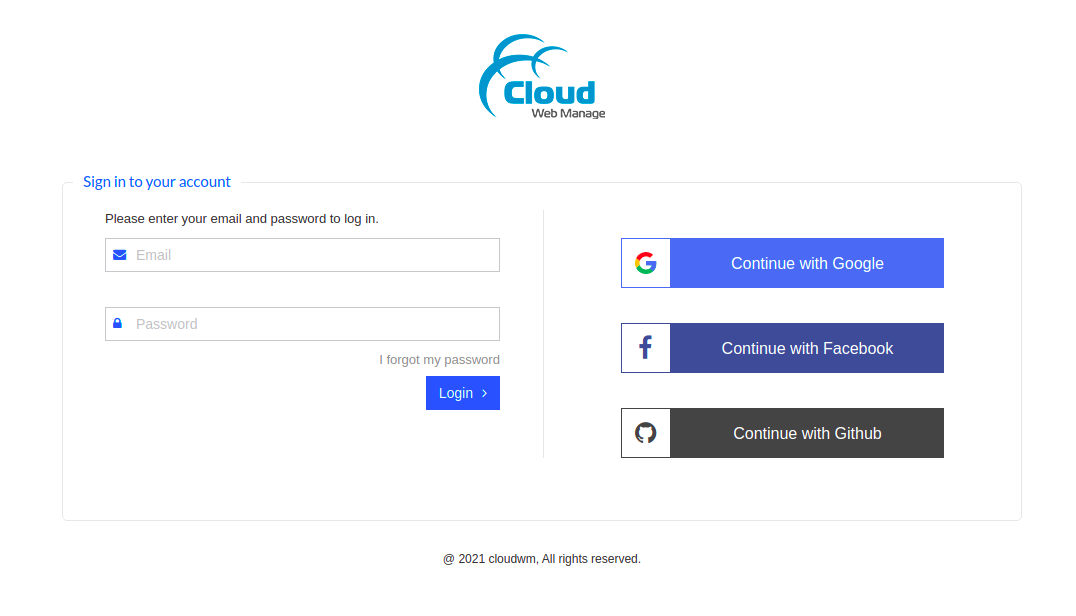 Cloud
Web Manage
Sign in to your account
Please enter your email and password to log in.
Email
Password
I forgot my password
Login
Continue with Google
Continue with Facebook
Continue with Github
@ 2021 cloudwm, All rights reserved.